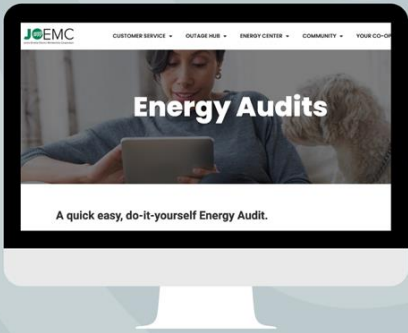 JOEMC
CUSTOMER SERVICE OUTAGE HUB ENERGY CENTER COMMUNITY YOUR CO-OP
Energy Audits
A quick easy, do-it-yourself Energy Audit.